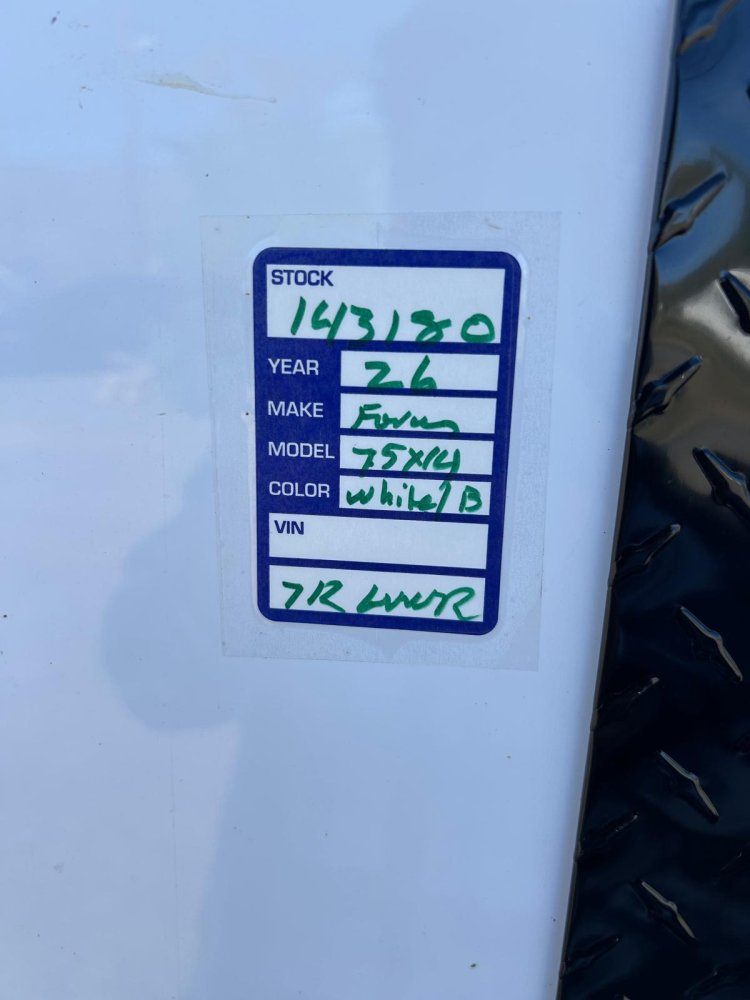 STOCK
143180
YEAR 26
MAKE
MODEL 75X14
COLOR White/B
VIN
7R